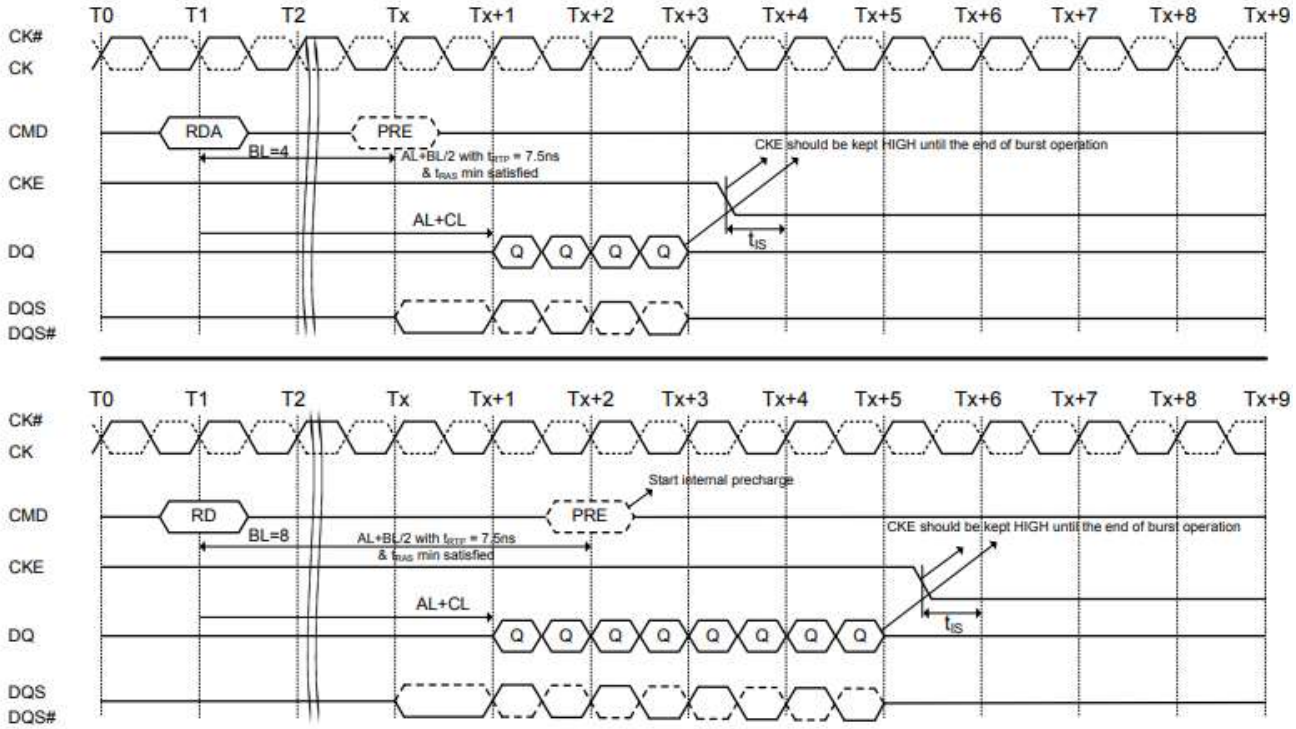 T0 T1 T2 Tx Tx+1 Tx+2 Tx+3 Tx+4 Tx+5 Tx+6 Tx+7 Tx+8 Tx+9
CK#
CK
CMD RDA PRE
BL=4 AL+BL/2 with tRTP = 7.5ns
& tRAS min satisfied
CKE should be kept HIGH until the end of burst operation
CKE
AL+CL
tIS
DQ Q Q Q Q
DQS
DQS#
T0 T1 T2 Tx Tx+1 Tx+2 Tx+3 Tx+4 Tx+5 Tx+6 Tx+7 Tx+8 Tx+9
CK#
CK
Start internal precharge
CMD RD PRE
CKE should be kept HIGH until the end of burst operation
BL=8 AL+BL/2 with tRTP = 7.5ns
& tRAS min satisfied
CKE
AL+CL
tIS
DQ Q Q Q Q Q Q Q Q
DQS
DQS#